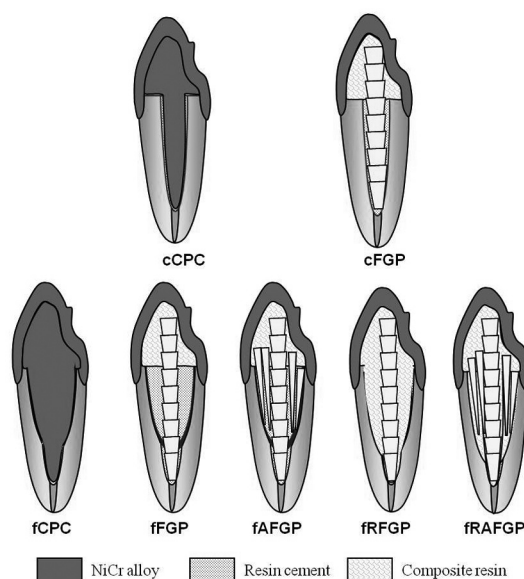 cCPC cFGP
fCPC fFGP fAFGP fRFGP fRAFGP
NiCr alloy Resin cement Composite resin